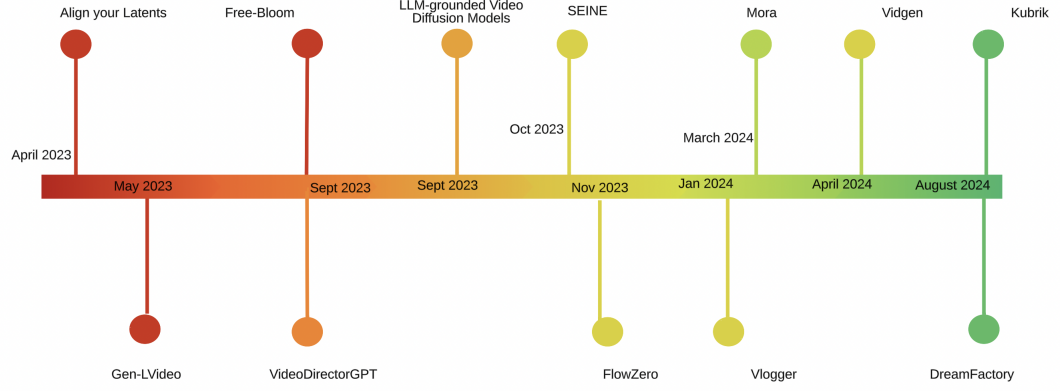 Align your Latents
Free-Bloom
LLM-grounded Video
Diffusion Models
SEINE
Mora
Vidgen
Kubrik
Oct 2023
March 2024
April 2023
May 2023
Sept 2023
Sept 2023
Nov 2023
Jan 2024
April 2024
August 2024
Gen-LVideo
VideoDirectorGPT
FlowZero
Vlogger
DreamFactory